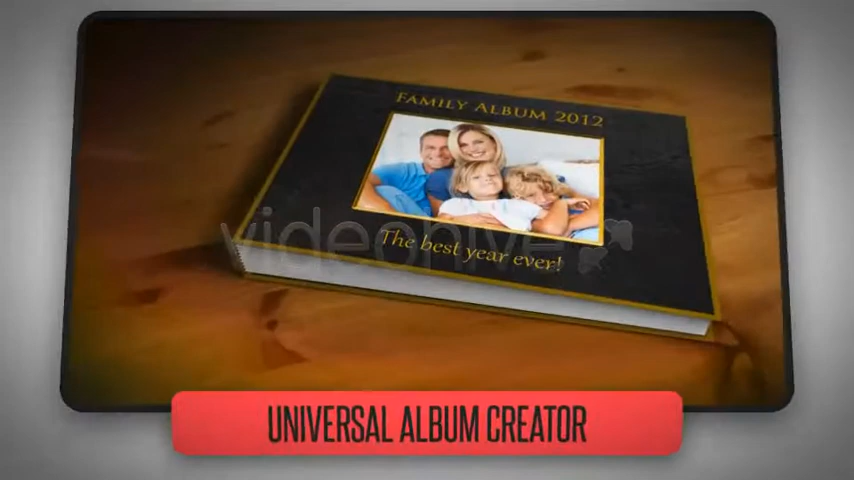 FAMILY ALBUM 2012
videohive
The best year ever!
UNIVERSAL ALBUM CREATOR